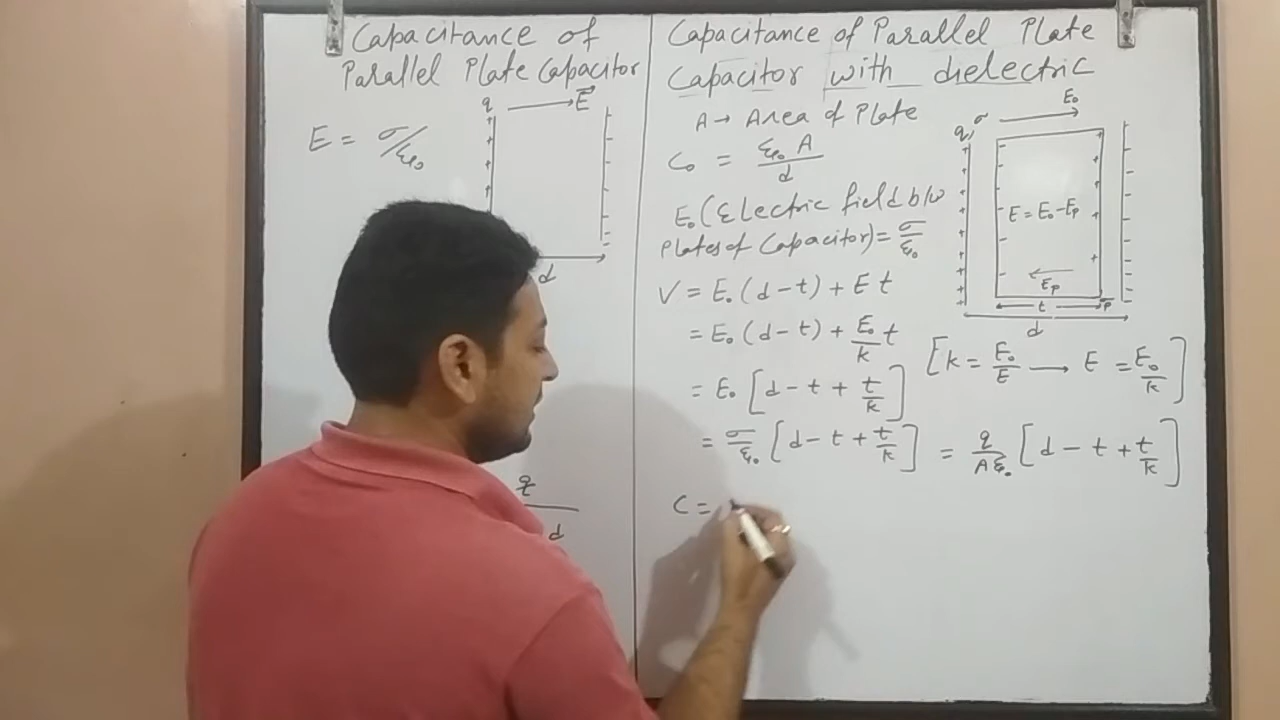 Capacitance of
Parallel Plate Capacitor
q → E⃗
E = σ/ε₀
d
q
d
Capacitance of Parallel Plate
Capacitor with dielectric
A → Area of Plate
C₀ = ε₀ A / d
E₀ (Electric field b/w
Plates of Capacitor) = σ/ε₀
V = E₀ (d - t) + E t
= E₀ (d - t) + E₀/k t
[k = E₀/E → E = E₀/k]
= E₀ [d - t + t/k]
= σ/ε₀ [d - t + t/k] = q/Aε₀ [d - t + t/k]
C =
E₀
q, σ
E = E₀ - Eₚ
Eₚ
t
P
d